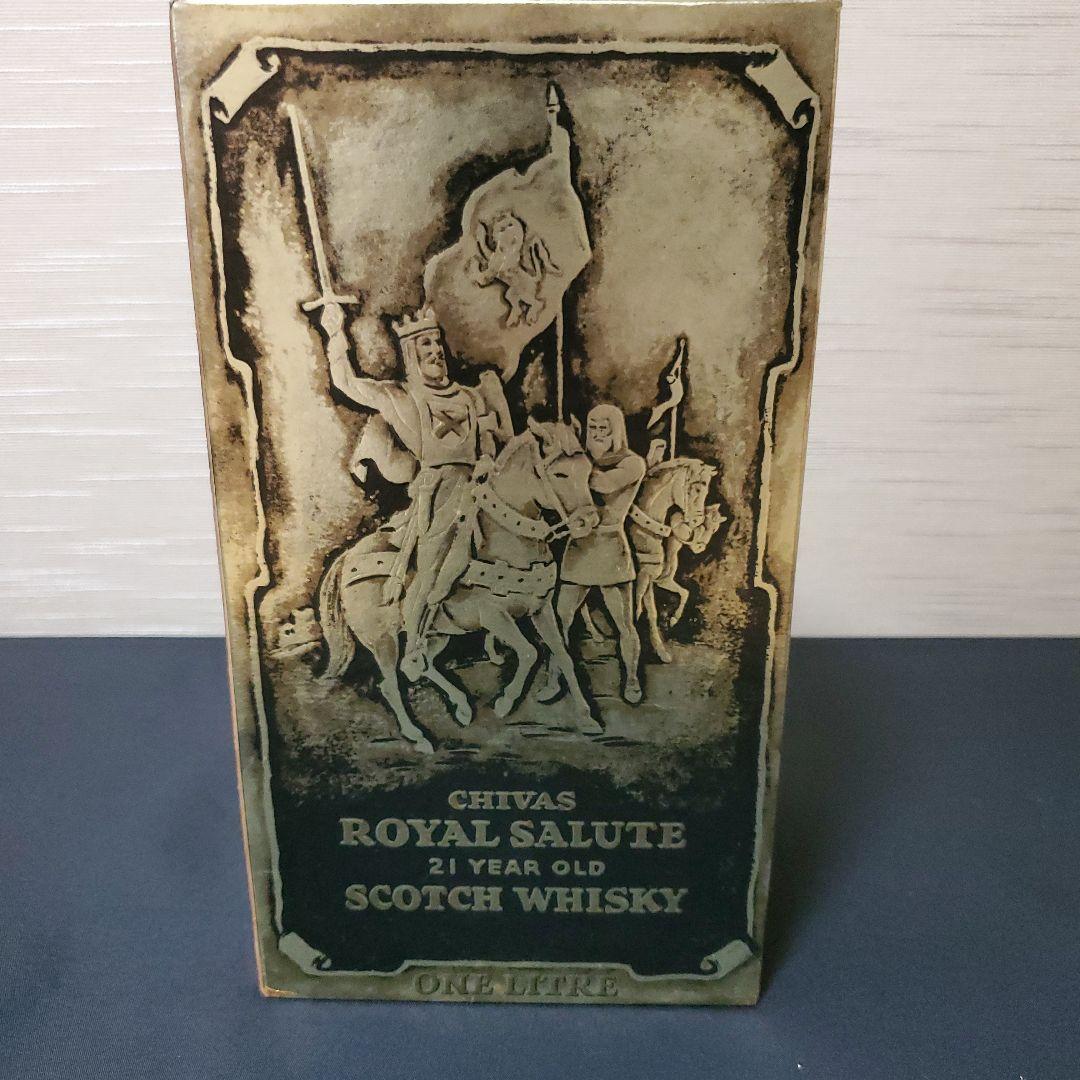 CHIVAS
ROYAL SALUTE
21 YEAR OLD
SCOTCH WHISKY
ONE LITRE